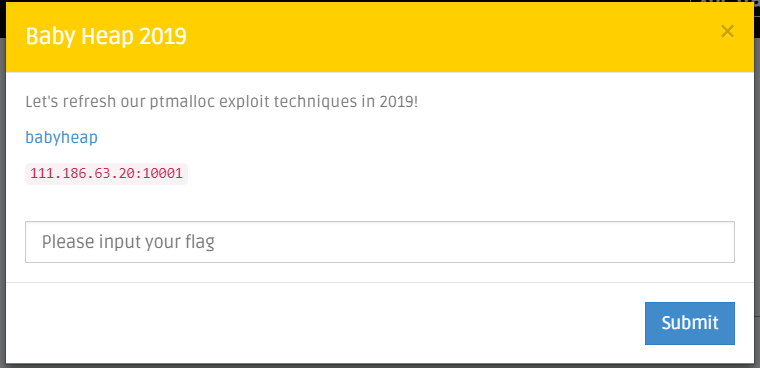 Baby Heap 2019
×
Let's refresh our ptmalloc exploit techniques in 2019!
babyheap
111.186.63.20:10001
Please input your flag
Submit